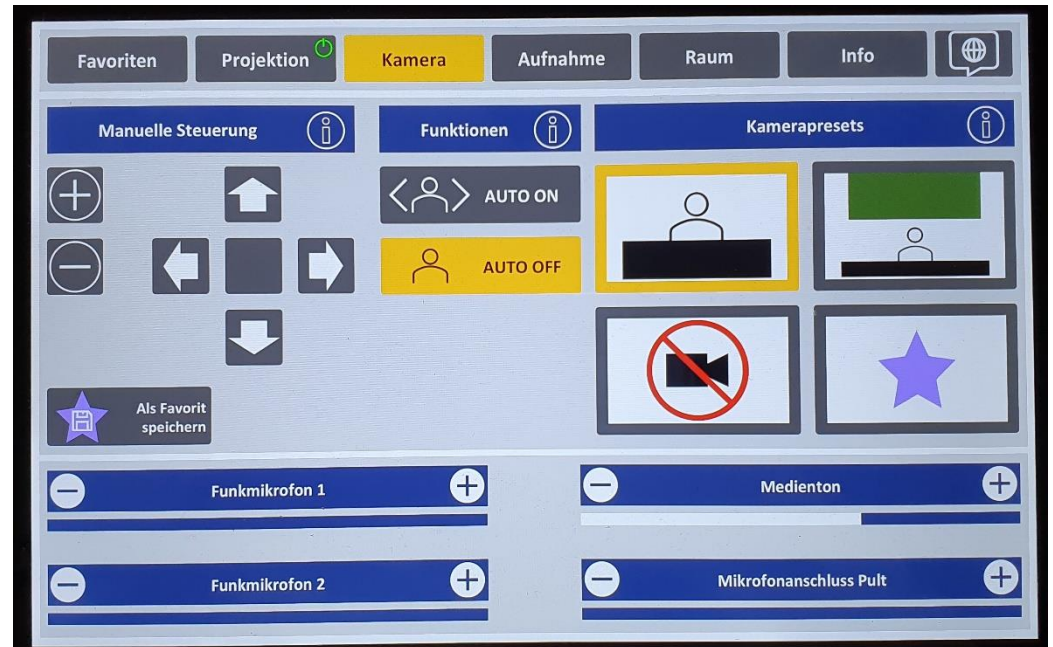 Favoriten
Projektion
Kamera
Aufnahme
Raum
Info
Manuelle Steuerung
Funktionen
Kamerapresets
AUTO ON
AUTO OFF
Als Favorit
speichern
Funkmikrofon 1
Medienton
Funkmikrofon 2
Mikrofonanschluss Pult